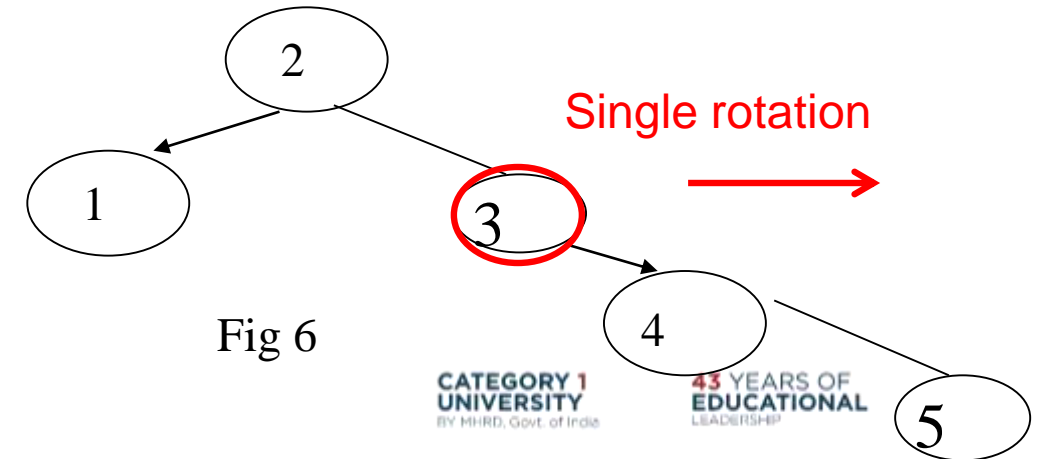 2
Single rotation
1
3
4
Fig 6
CATEGORY 1
UNIVERSITY
BY MHRD, Govt. of India
43 YEARS OF
EDUCATIONAL
LEADERSHIP
5